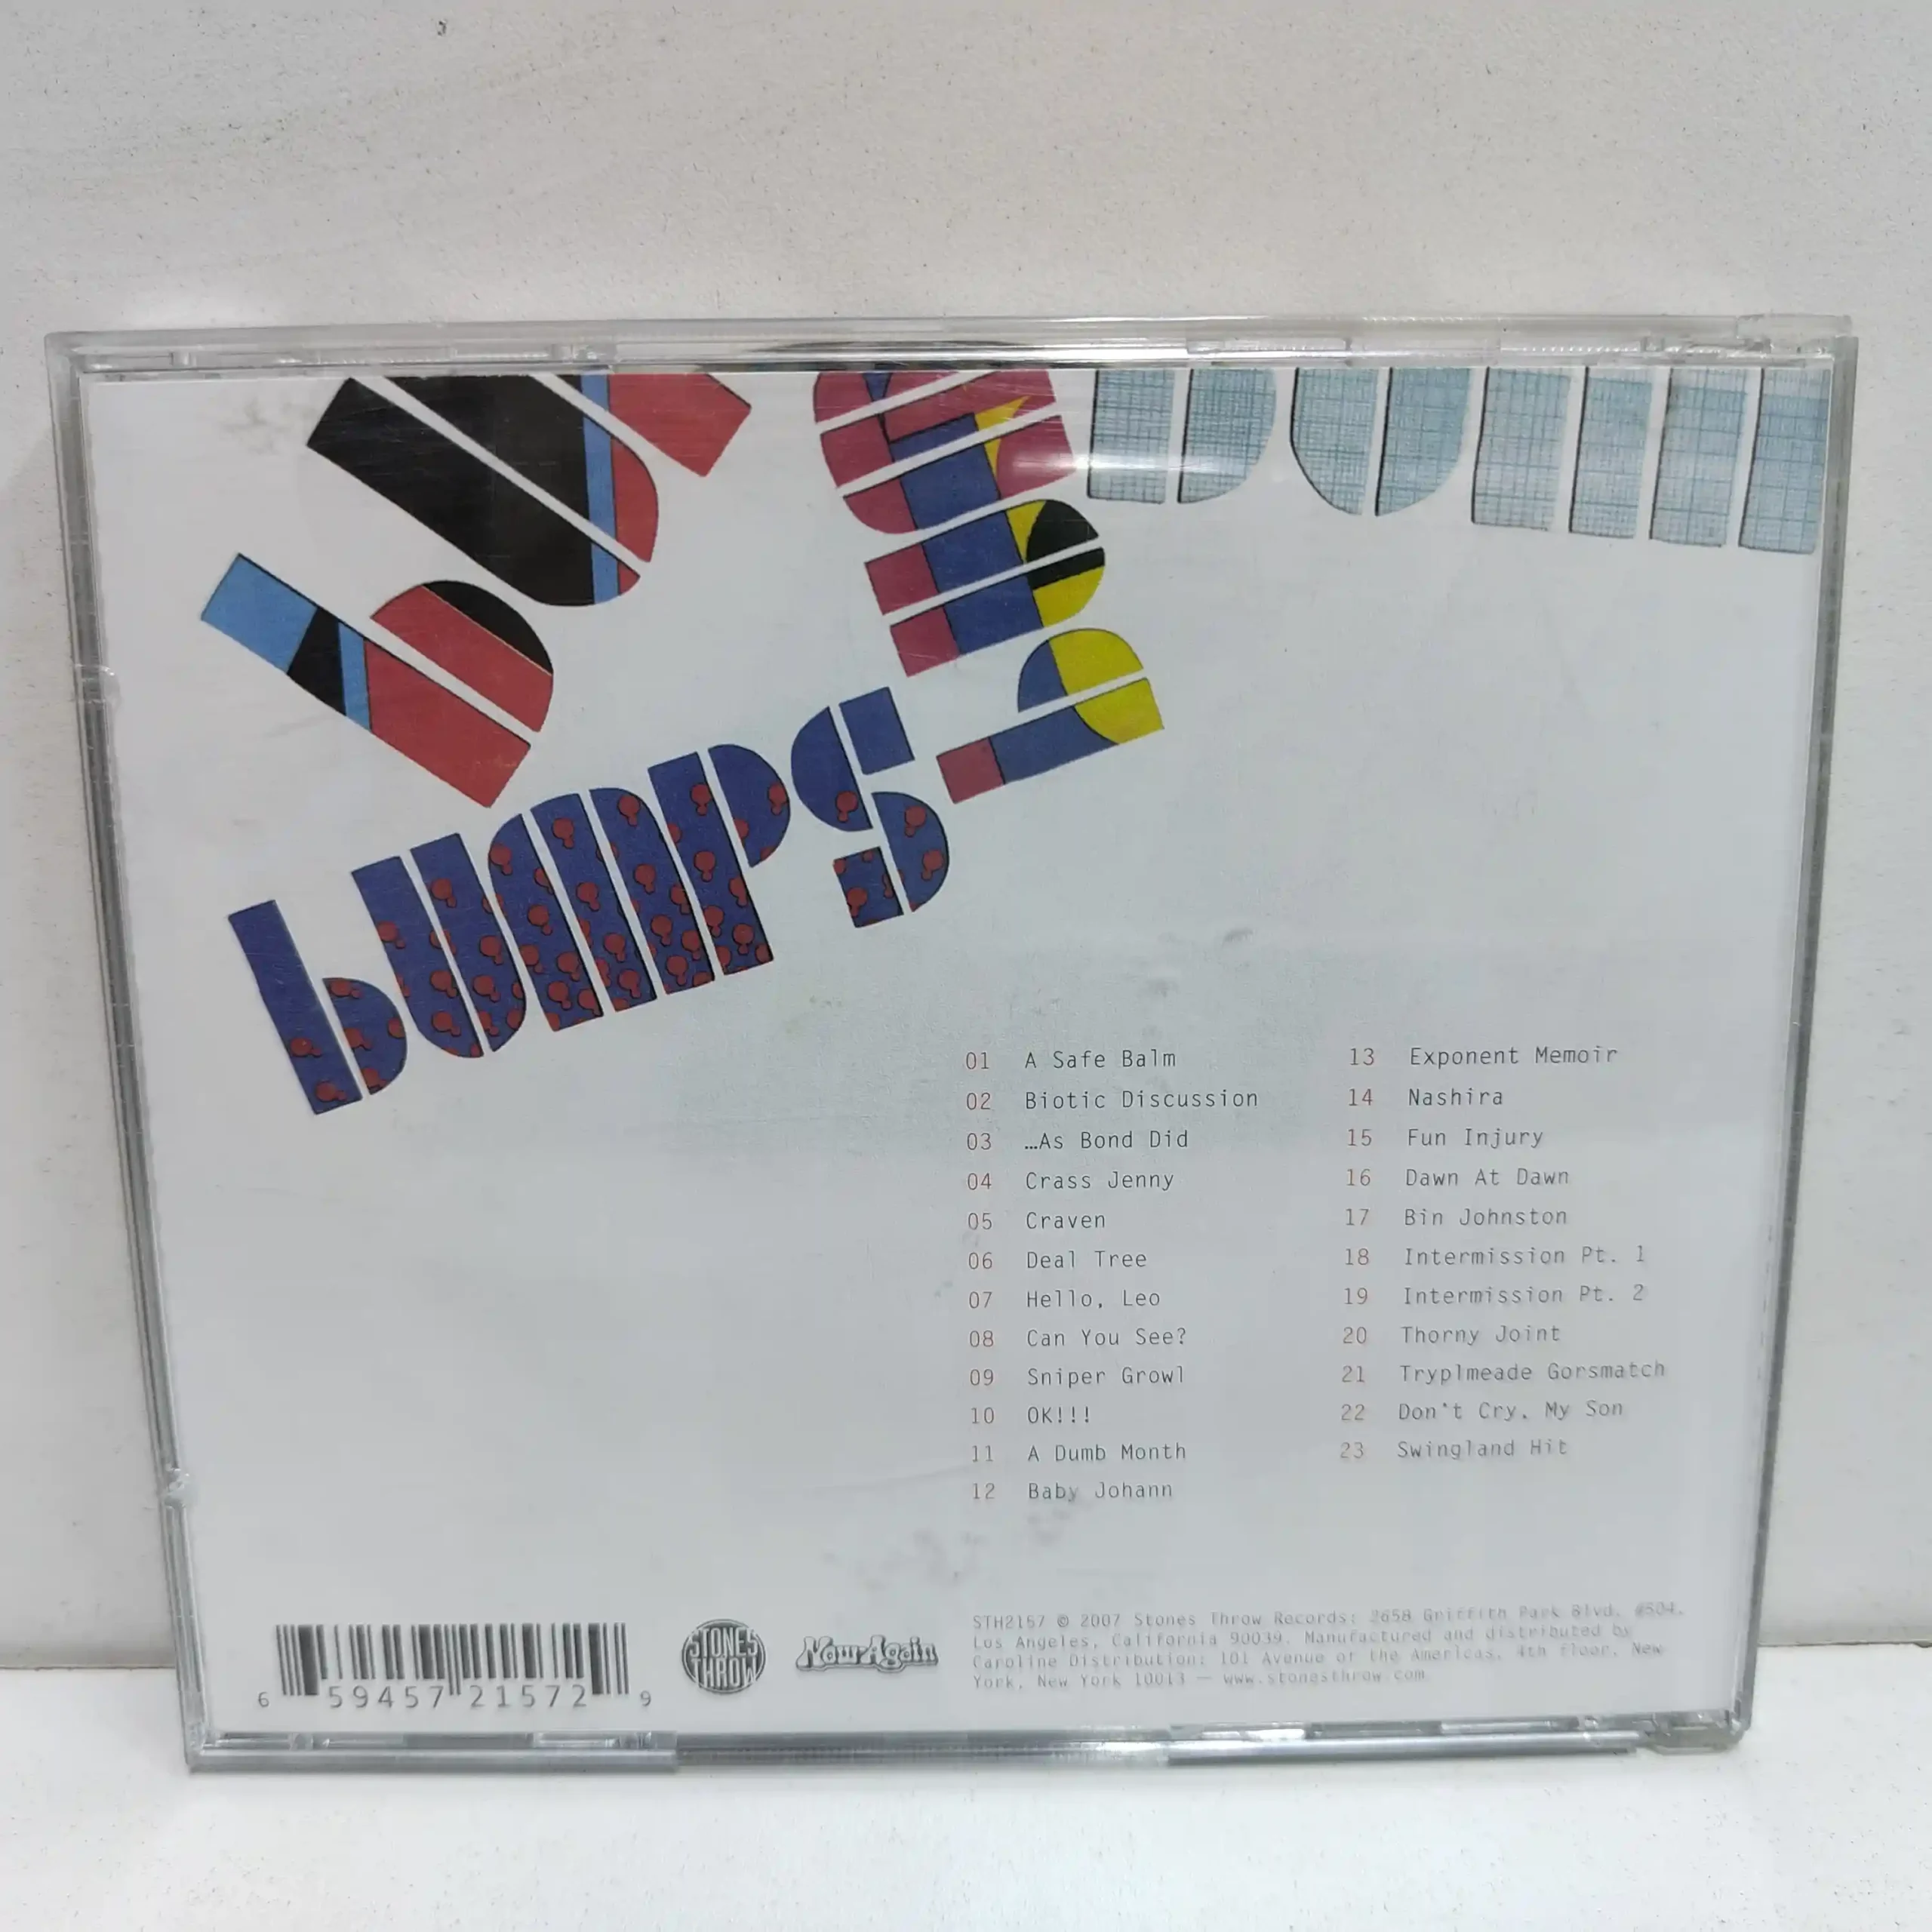 bu
bump
bum
bumps
01 A Safe Balm
02 Biotic Discussion
03 …As Bond Did
04 Crass Jenny
05 Craven
06 Deal Tree
07 Hello, Leo
08 Can You See?
09 Sniper Growl
10 OK!!!
11 A Dumb Month
12 Baby Johann
13 Exponent Memoir
14 Nashira
15 Fun Injury
16 Dawn At Dawn
17 Bin Johnston
18 Intermission Pt. 1
19 Intermission Pt. 2
20 Thorny Joint
21 Tryplmeade Gorsmatch
22 Don't Cry, My Son
23 Swingland Hit
6 59457 21572 9
STONES
THROW
Now-Again
STH2157 © 2007 Stones Throw Records: 2658 Griffith Park Blvd. #504,
Los Angeles, California 90039. Manufactured and distributed by
Caroline Distribution: 101 Avenue of the Americas, 4th floor, New
York, New York 10013 — www.stonesthrow.com